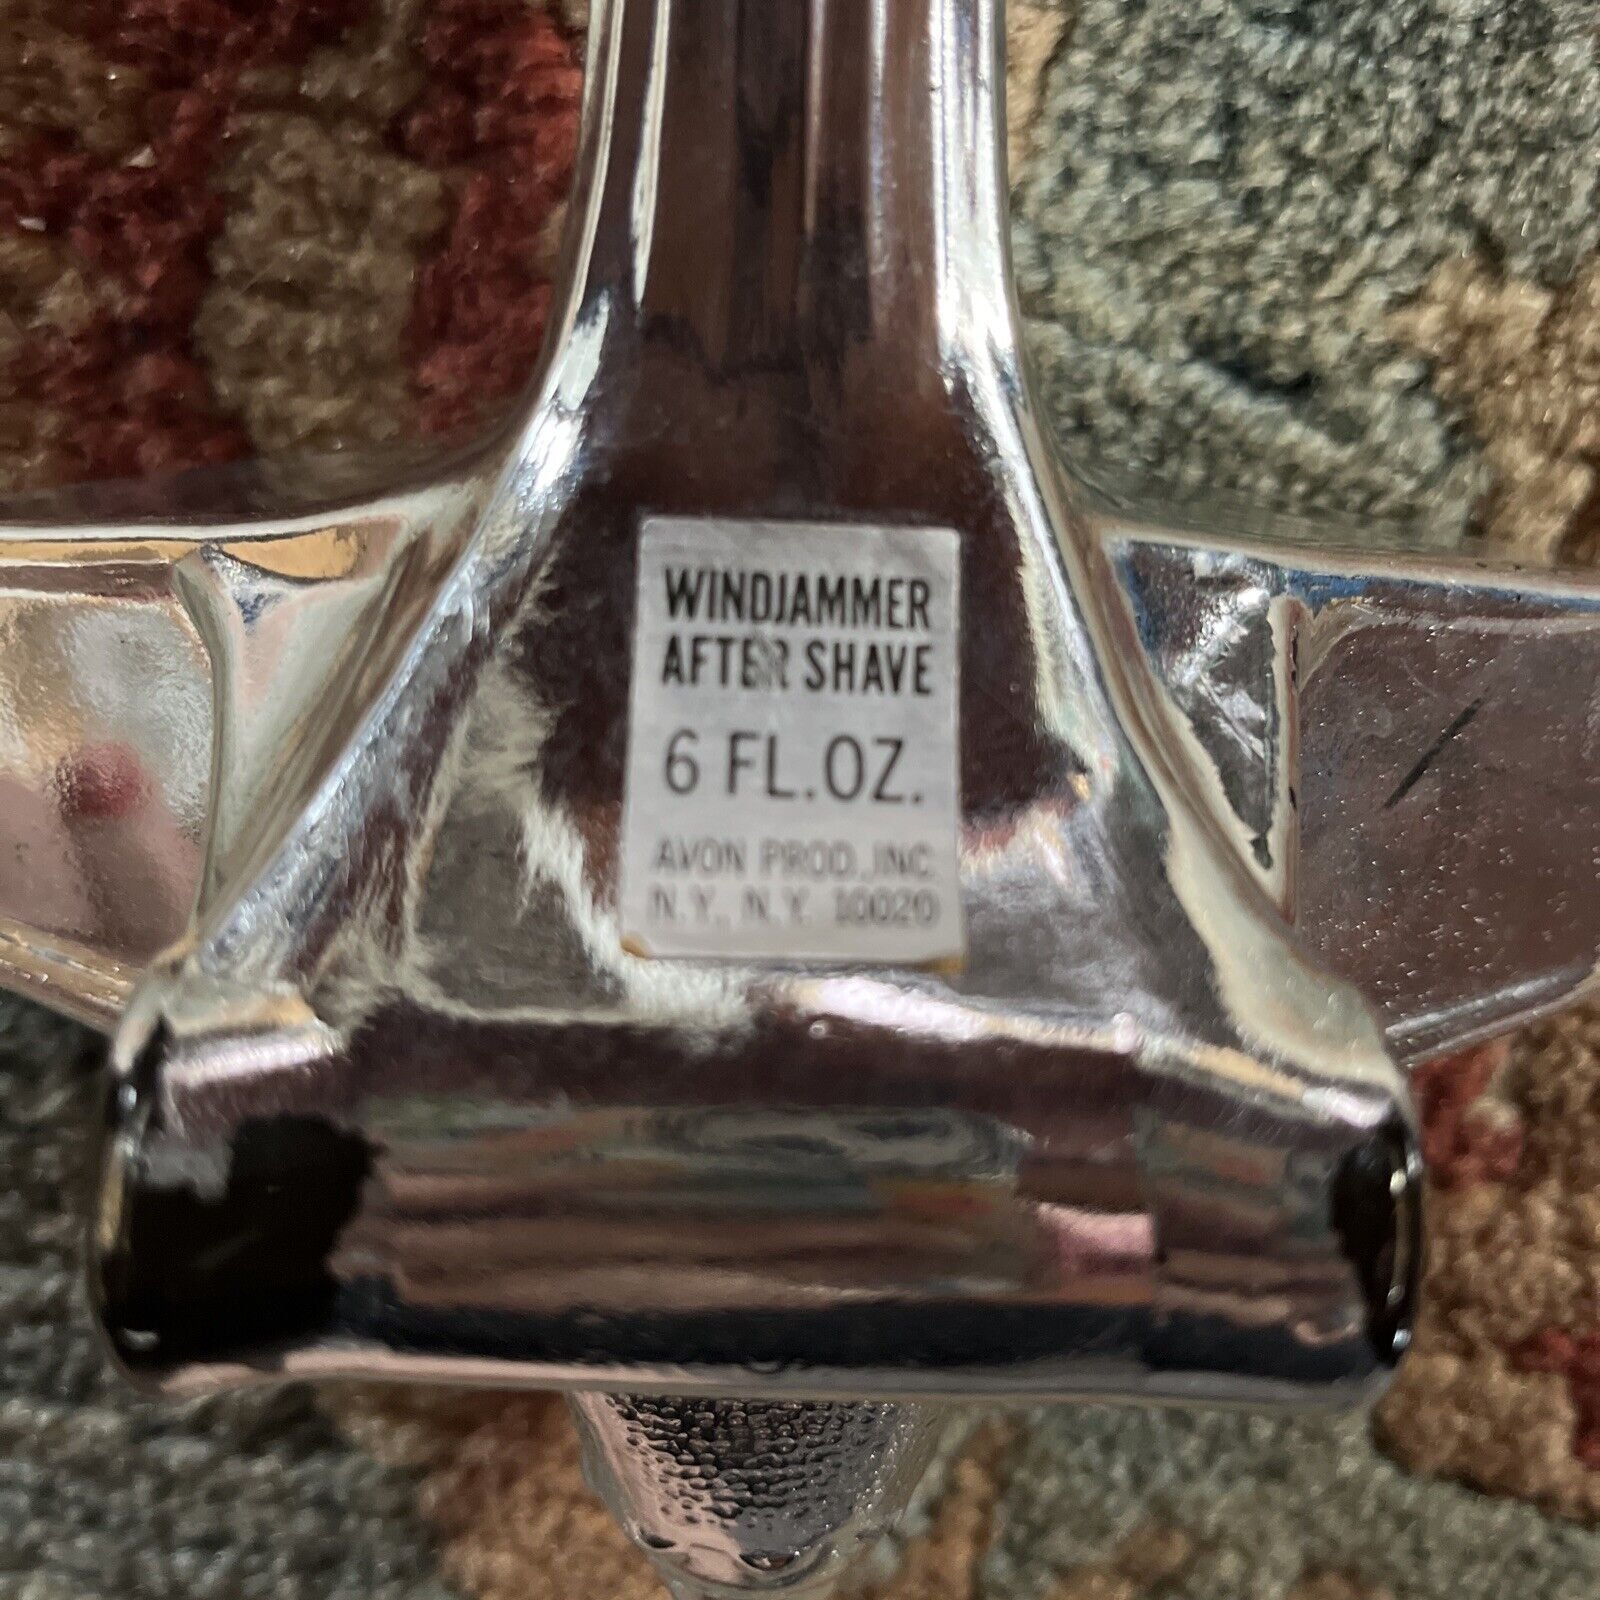 WINDJAMMER
AFTER SHAVE
6 FL.OZ.
AVON PROD.,INC.
N.Y., N.Y. 10020